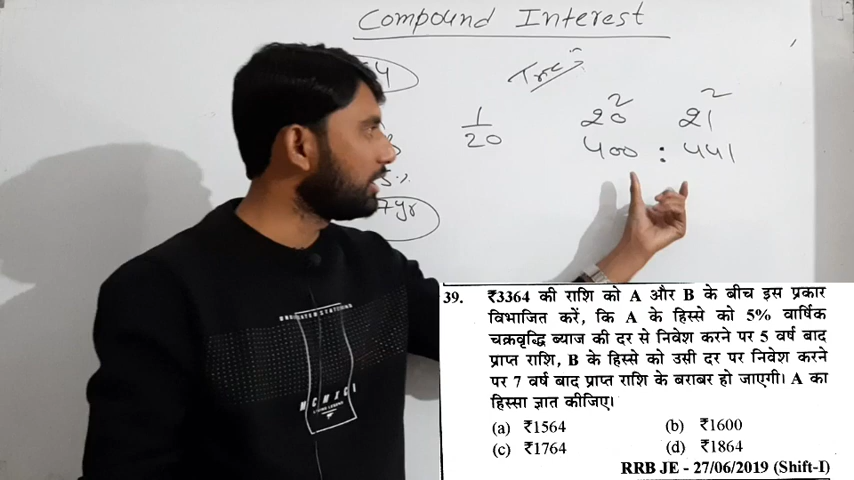 Compound Interest
Trick
1
20
20² 21²
400 : 441
5%
7yr
MCMXCI
39. ₹3364 की राशि को A और B के बीच इस प्रकार
विभाजित करें, कि A के हिस्से को 5% वार्षिक
चक्रवृद्धि ब्याज की दर से निवेश करने पर 5 वर्ष बाद
प्राप्त राशि, B के हिस्से को उसी दर पर निवेश करने
पर 7 वर्ष बाद प्राप्त राशि के बराबर हो जाएगी। A का
हिस्सा ज्ञात कीजिए।
(a) ₹1564 (b) ₹1600
(c) ₹1764 (d) ₹1864
RRB JE - 27/06/2019 (Shift-I)